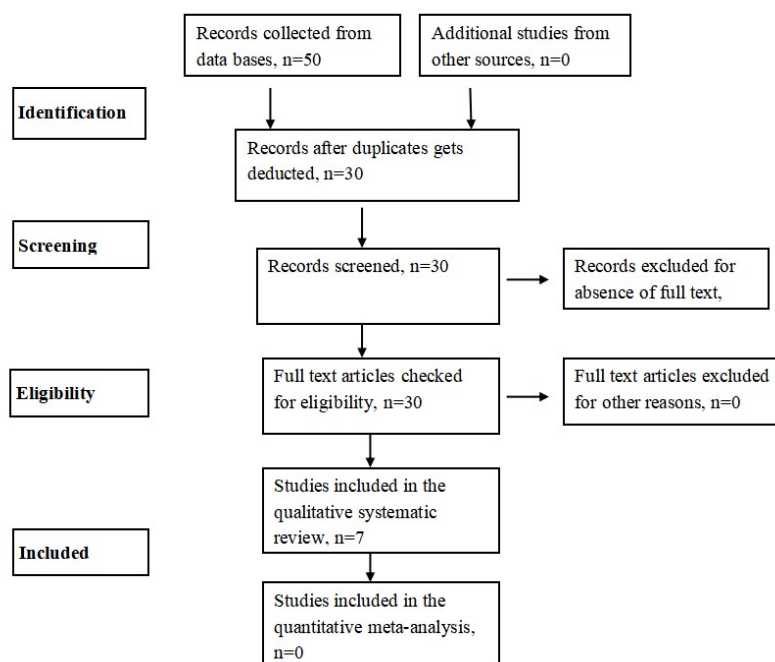 Records collected from
data bases, n=50
Additional studies from
other sources, n=0
Identification
Records after duplicates gets
deducted, n=30
Screening
Records screened, n=30
Records excluded for
absence of full text,
Eligibility
Full text articles checked
for eligibility, n=30
Full text articles excluded
for other reasons, n=0
Studies included in the
qualitative systematic
review, n=7
Included
Studies included in the
quantitative meta-analysis,
n=0